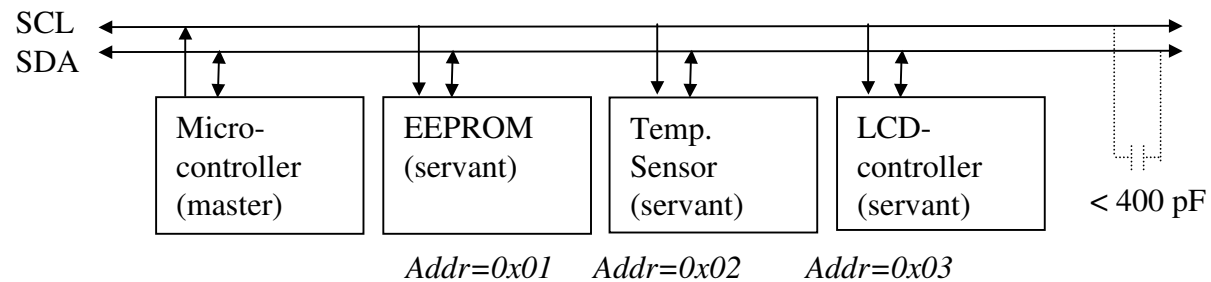 SCL
SDA
Micro-
controller
(master)
EEPROM
(servant)
Temp.
Sensor
(servant)
LCD-
controller
(servant)
< 400 pF
Addr=0x01
Addr=0x02
Addr=0x03